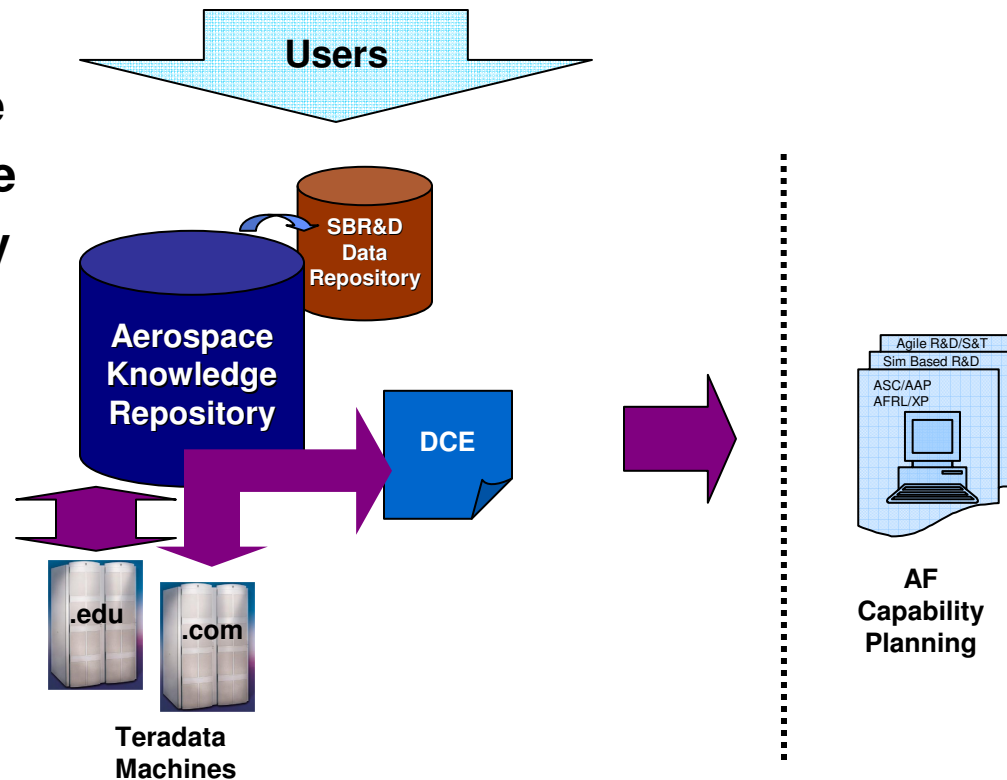 Users
SBR&D
Data
Repository
Aerospace
Knowledge
Repository
DCE
Agile R&D/S&T
Sim Based R&D
ASC/AAP
AFRL/XP
.edu
.com
AF
Capability
Planning
Teradata
Machines